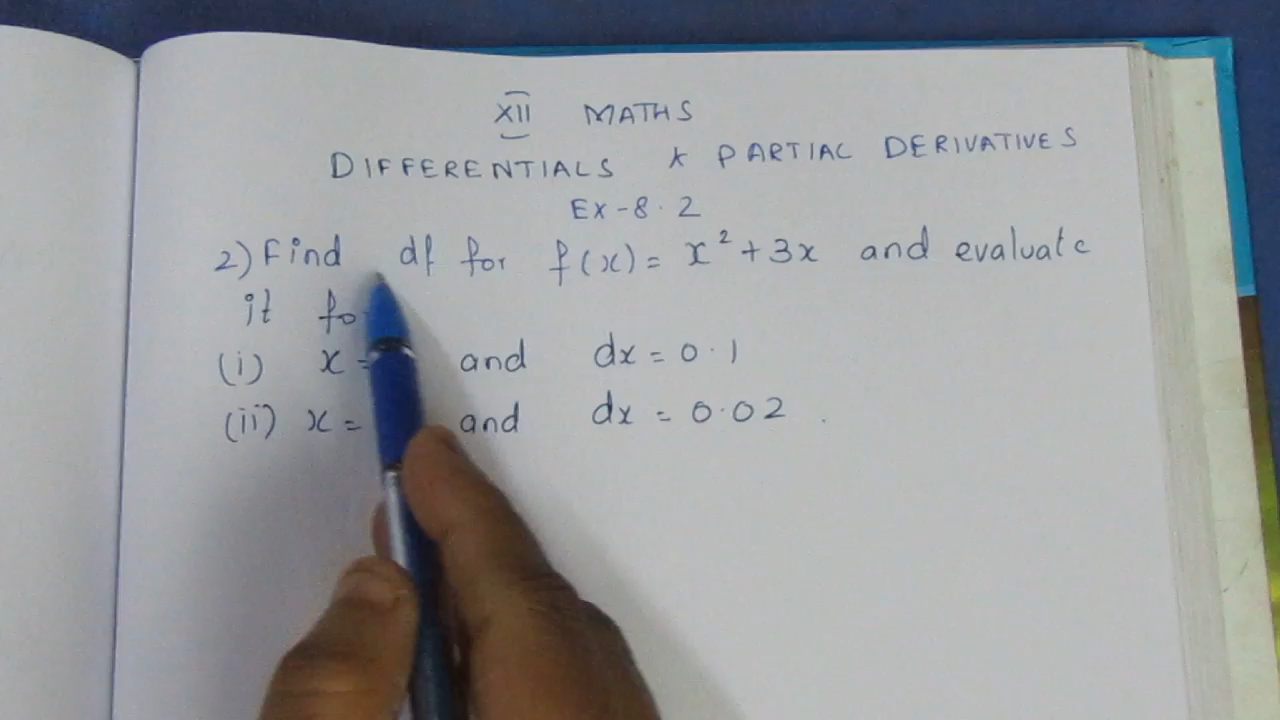 XII MATHS
DIFFERENTIALS & PARTIAL DERIVATIVES
Ex-8.2
2) Find df for f(x) = x² + 3x and evaluate
it
(i) x = and dx = 0.1
(ii) x = and dx = 0.02.